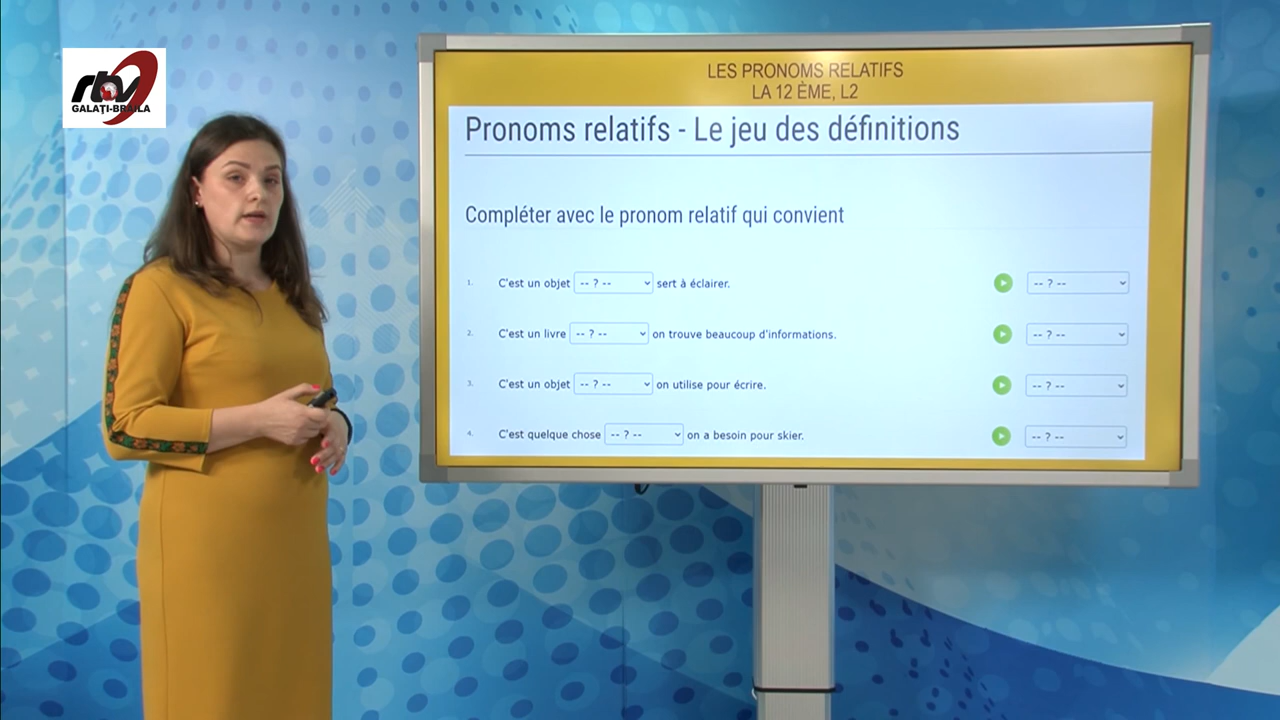 rtv
GALAŢI-BRĂILA
LES PRONOMS RELATIFS
LA 12 ÈME, L2
Pronoms relatifs - Le jeu des définitions
Compléter avec le pronom relatif qui convient
1. C'est un objet -- ? -- sert à éclairer. -- ? --
2. C'est un livre -- ? -- on trouve beaucoup d'informations. -- ? --
3. C'est un objet -- ? -- on utilise pour écrire. -- ? --
4. C'est quelque chose -- ? -- on a besoin pour skier. -- ? --